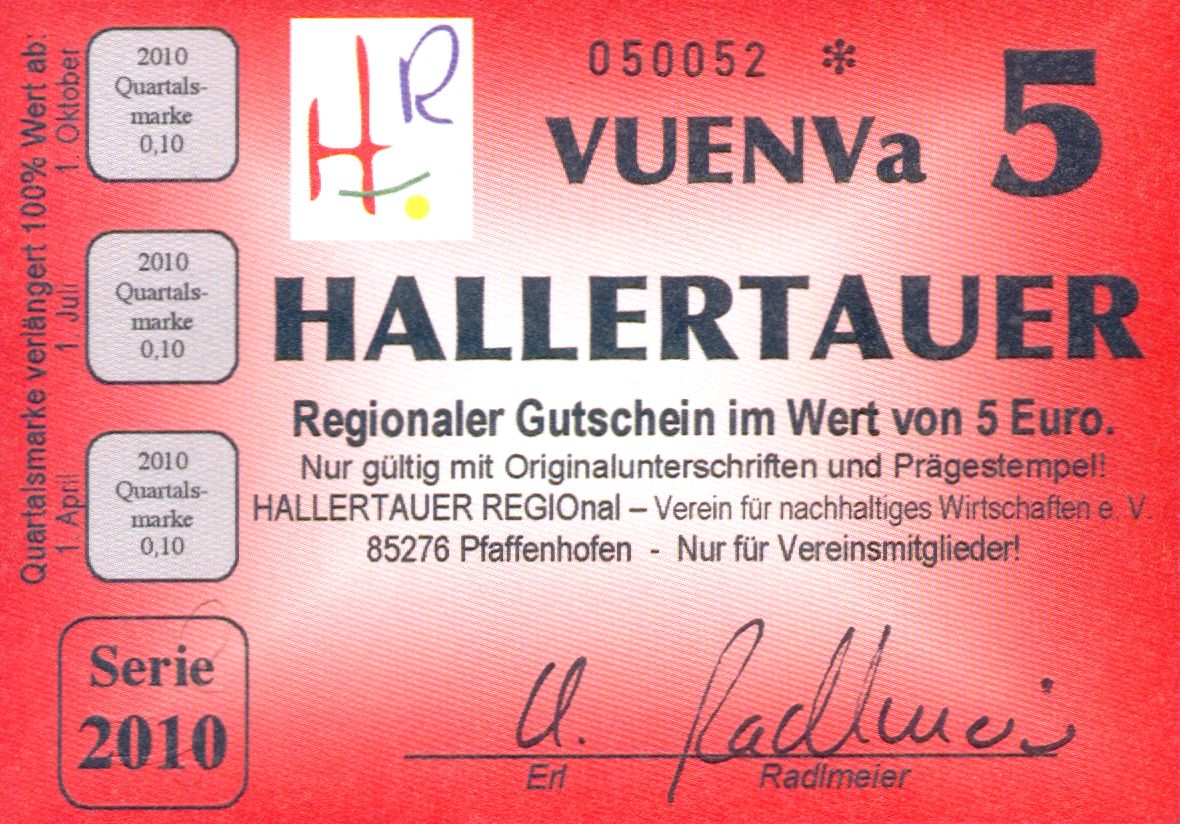 Quartalsmarke verlängert 100% Wert ab:
1. Oktober
2010
Quartals-
marke
0,10
1. Juli
2010
Quartals-
marke
0,10
1. April
2010
Quartals-
marke
0,10
Serie
2010
HR
050052 *
VUENVa 5
HALLERTAUER
Regionaler Gutschein im Wert von 5 Euro.
Nur gültig mit Originalunterschriften und Prägestempel!
HALLERTAUER REGIOnal – Verein für nachhaltiges Wirtschaften e. V.
85276 Pfaffenhofen - Nur für Vereinsmitglieder!
Erl Radlmeier